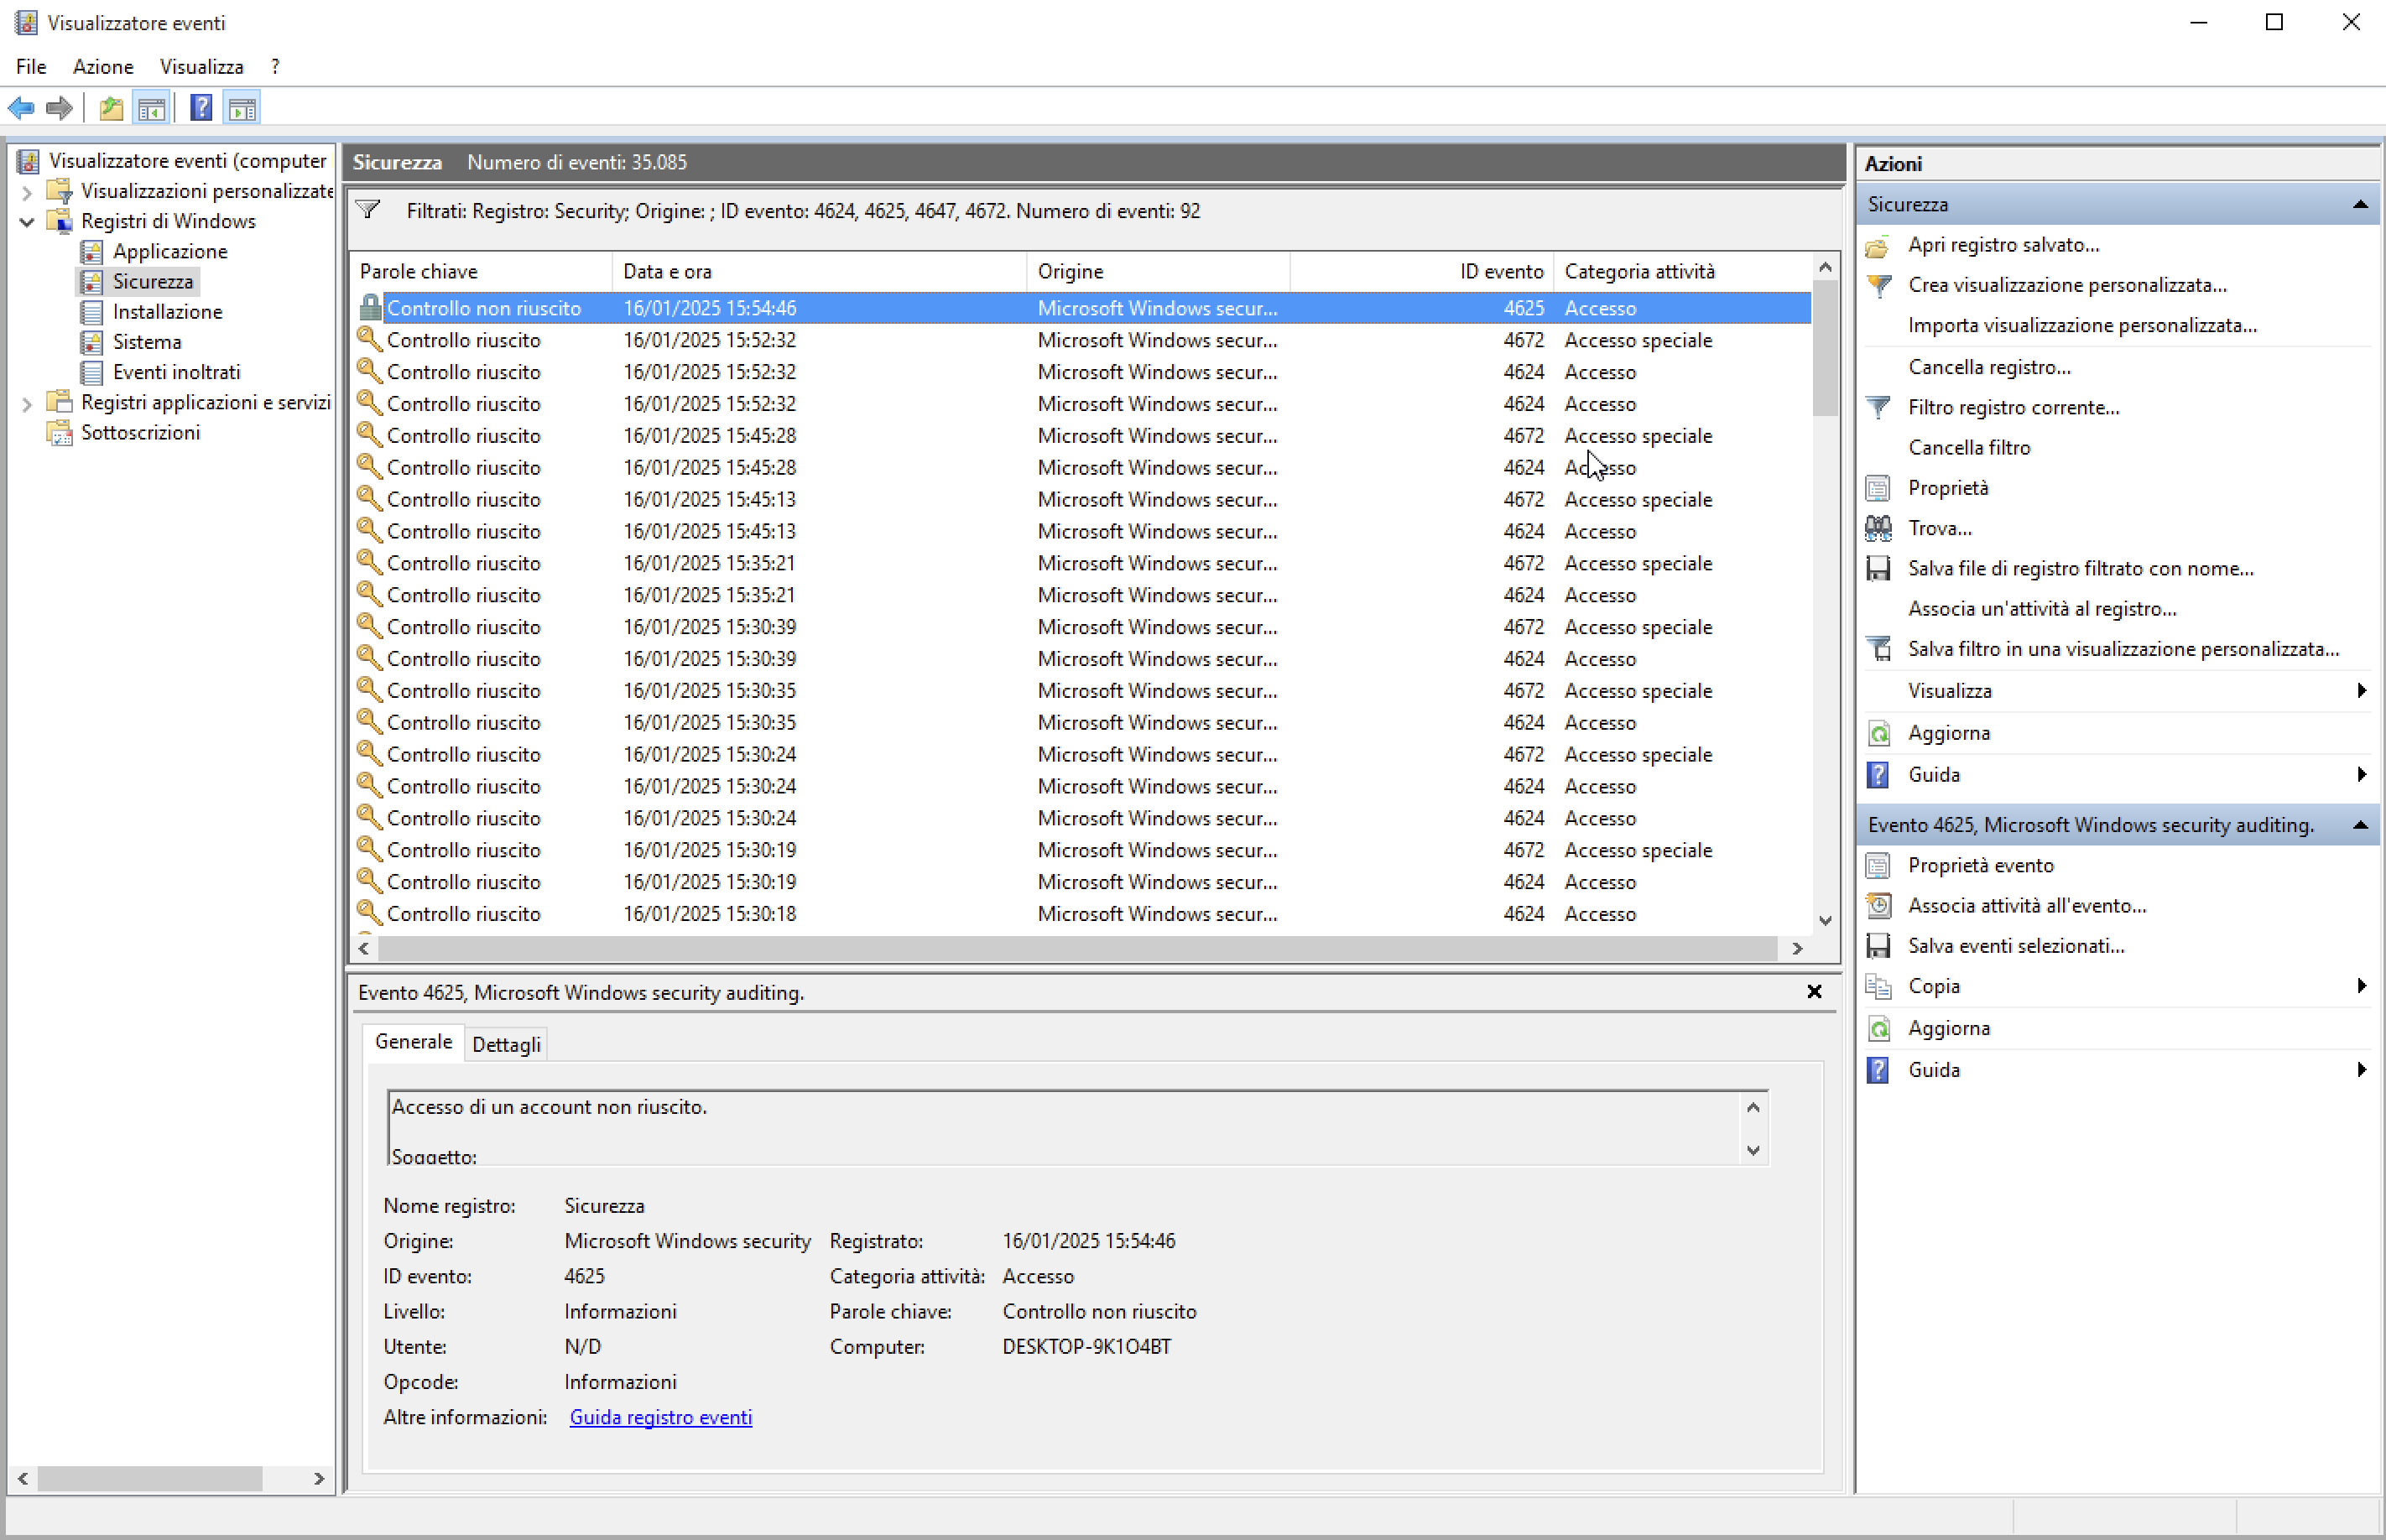 Visualizzatore eventi
File Azione Visualizza ?
Visualizzatore eventi (computer
Visualizzazioni personalizzate
Registri di Windows
Applicazione
Sicurezza
Installazione
Sistema
Eventi inoltrati
Registri applicazioni e servizi
Sottoscrizioni
Sicurezza Numero di eventi: 35.085
Filtrati: Registro: Security; Origine: ; ID evento: 4624, 4625, 4647, 4672. Numero di eventi: 92
Parole chiave Data e ora Origine ID evento Categoria attività
Controllo non riuscito 16/01/2025 15:54:46 Microsoft Windows secur... 4625 Accesso
Controllo riuscito 16/01/2025 15:52:32 Microsoft Windows secur... 4672 Accesso speciale
Controllo riuscito 16/01/2025 15:52:32 Microsoft Windows secur... 4624 Accesso
Controllo riuscito 16/01/2025 15:52:32 Microsoft Windows secur... 4624 Accesso
Controllo riuscito 16/01/2025 15:45:28 Microsoft Windows secur... 4672 Accesso speciale
Controllo riuscito 16/01/2025 15:45:28 Microsoft Windows secur... 4624 Accesso
Controllo riuscito 16/01/2025 15:45:13 Microsoft Windows secur... 4672 Accesso speciale
Controllo riuscito 16/01/2025 15:45:13 Microsoft Windows secur... 4624 Accesso
Controllo riuscito 16/01/2025 15:35:21 Microsoft Windows secur... 4672 Accesso speciale
Controllo riuscito 16/01/2025 15:35:21 Microsoft Windows secur... 4624 Accesso
Controllo riuscito 16/01/2025 15:30:39 Microsoft Windows secur... 4672 Accesso speciale
Controllo riuscito 16/01/2025 15:30:39 Microsoft Windows secur... 4624 Accesso
Controllo riuscito 16/01/2025 15:30:35 Microsoft Windows secur... 4672 Accesso speciale
Controllo riuscito 16/01/2025 15:30:35 Microsoft Windows secur... 4624 Accesso
Controllo riuscito 16/01/2025 15:30:24 Microsoft Windows secur... 4672 Accesso speciale
Controllo riuscito 16/01/2025 15:30:24 Microsoft Windows secur... 4624 Accesso
Controllo riuscito 16/01/2025 15:30:24 Microsoft Windows secur... 4624 Accesso
Controllo riuscito 16/01/2025 15:30:19 Microsoft Windows secur... 4672 Accesso speciale
Controllo riuscito 16/01/2025 15:30:19 Microsoft Windows secur... 4624 Accesso
Controllo riuscito 16/01/2025 15:30:18 Microsoft Windows secur... 4624 Accesso
Evento 4625, Microsoft Windows security auditing.
Generale Dettagli
Accesso di un account non riuscito.
Soggetto:
Nome registro: Sicurezza
Origine: Microsoft Windows security Registrato: 16/01/2025 15:54:46
ID evento: 4625 Categoria attività: Accesso
Livello: Informazioni Parole chiave: Controllo non riuscito
Utente: N/D Computer: DESKTOP-9K1O4BT
Opcode: Informazioni
Altre informazioni: Guida registro eventi
Azioni
Sicurezza
Apri registro salvato...
Crea visualizzazione personalizzata...
Importa visualizzazione personalizzata...
Cancella registro...
Filtro registro corrente...
Cancella filtro
Proprietà
Trova...
Salva file di registro filtrato con nome...
Associa un'attività al registro...
Salva filtro in una visualizzazione personalizzata...
Visualizza
Aggiorna
Guida
Evento 4625, Microsoft Windows security auditing.
Proprietà evento
Associa attività all'evento...
Salva eventi selezionati...
Copia
Aggiorna
Guida